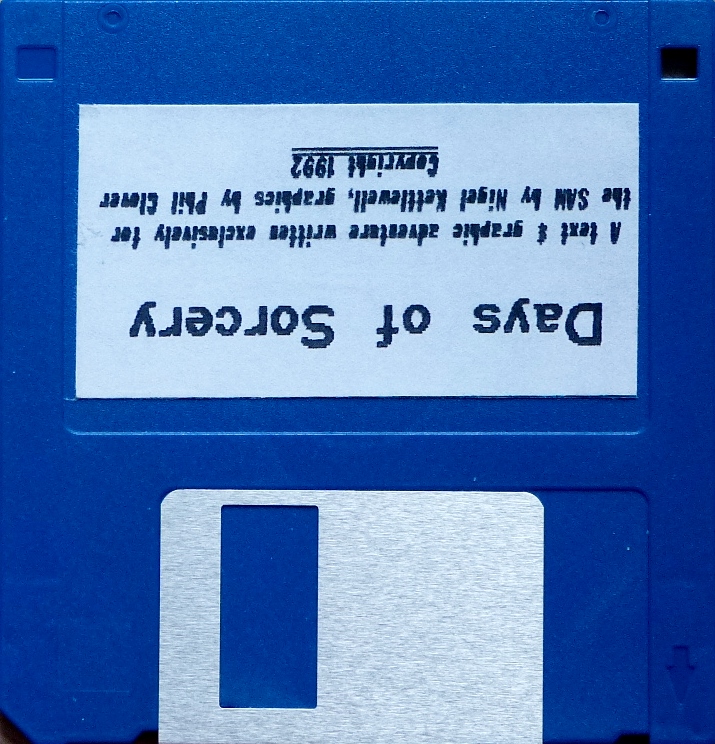 Days of Sorcery
A text & graphic adventure written exclusively for
the SAM by Nigel Kettlewell, graphics by Phil Glover
Copyright 1992